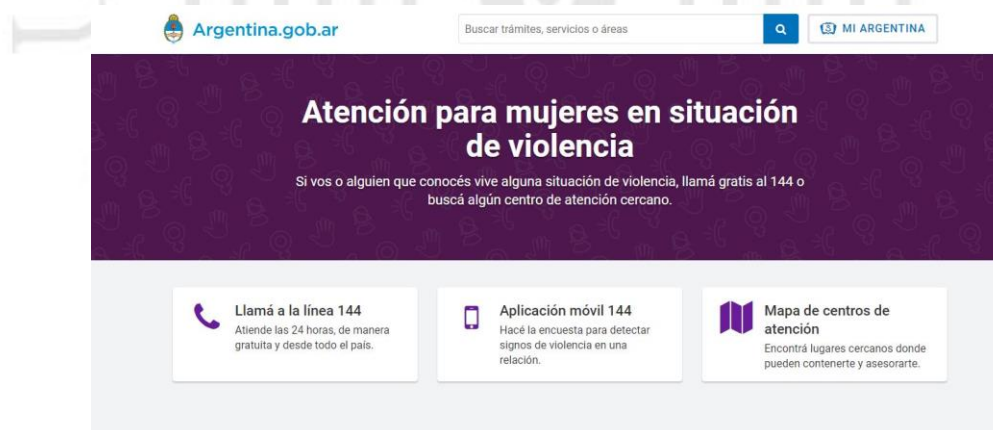 Argentina.gob.ar
Buscar trámites, servicios o áreas
MI ARGENTINA
Atención para mujeres en situación
de violencia
Si vos o alguien que conocés vive alguna situación de violencia, llamá gratis al 144 o
buscá algún centro de atención cercano.
Llamá a la línea 144
Atiende las 24 horas, de manera
gratuita y desde todo el país.
Aplicación móvil 144
Hacé la encuesta para detectar
signos de violencia en una
relación.
Mapa de centros de
atención
Encontrá lugares cercanos donde
pueden contenerte y asesorarte.